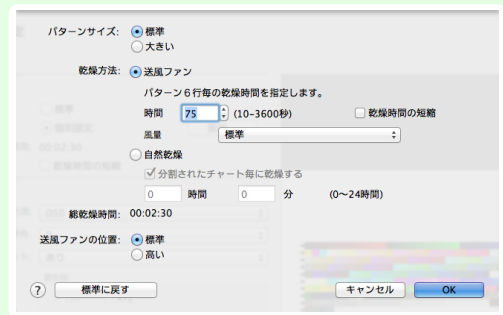 パターンサイズ: 標準
大きい
乾燥方法: 送風ファン
パターン6行毎の乾燥時間を指定します。
時間 75 (10–3600秒) 乾燥時間の短縮
風量 標準
自然乾燥
分割されたチャート毎に乾燥する
0 時間 0 分 (0〜24時間)
総乾燥時間: 00:02:30
送風ファンの位置: 標準
高い
? 標準に戻す キャンセル OK